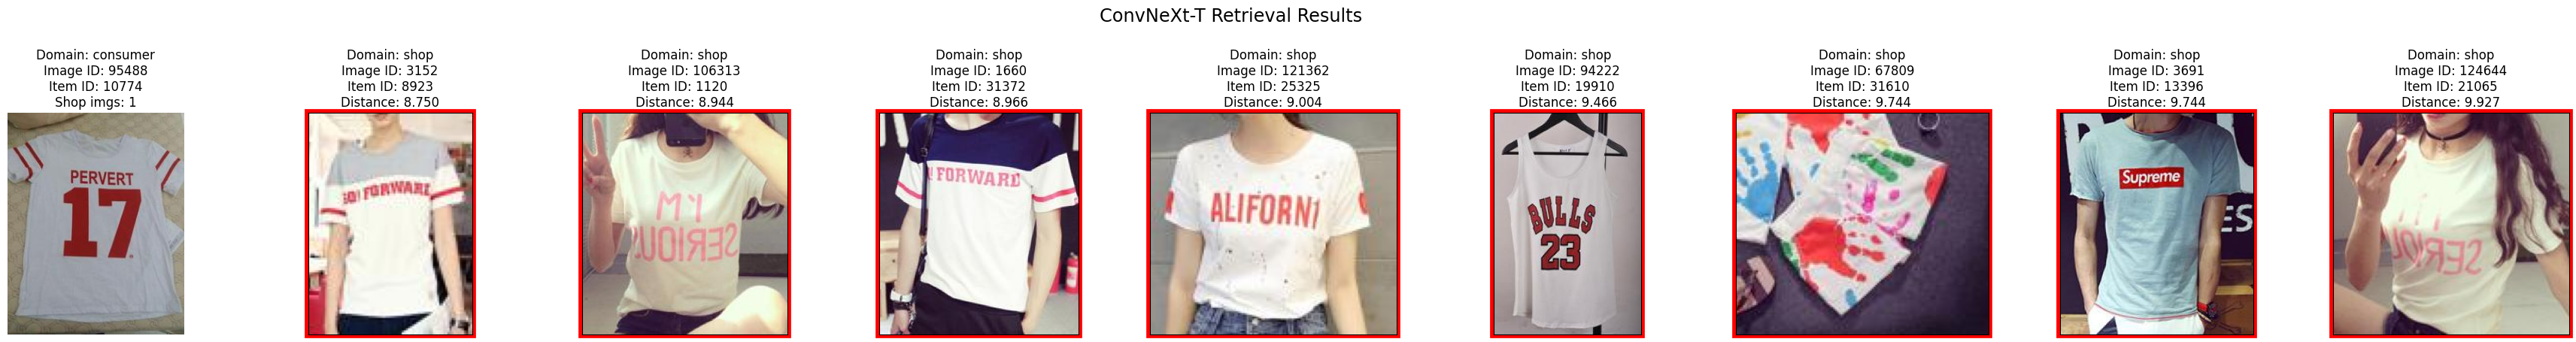 ConvNeXt-T Retrieval Results
Domain: consumer
Image ID: 95488
Item ID: 10774
Shop imgs: 1
PERVERT
17
Domain: shop
Image ID: 3152
Item ID: 8923
Distance: 8.750
GO! FORWARD
Domain: shop
Image ID: 106313
Item ID: 1120
Distance: 8.944
I'M
SERIOU
Domain: shop
Image ID: 1660
Item ID: 31372
Distance: 8.966
! FORWARD
Domain: shop
Image ID: 121362
Item ID: 25325
Distance: 9.004
ALIFORNI
Domain: shop
Image ID: 94222
Item ID: 19910
Distance: 9.466
BULLS
23
Domain: shop
Image ID: 67809
Item ID: 31610
Distance: 9.744
Domain: shop
Image ID: 3691
Item ID: 13396
Distance: 9.744
Supreme
ES
Domain: shop
Image ID: 124644
Item ID: 21065
Distance: 9.927